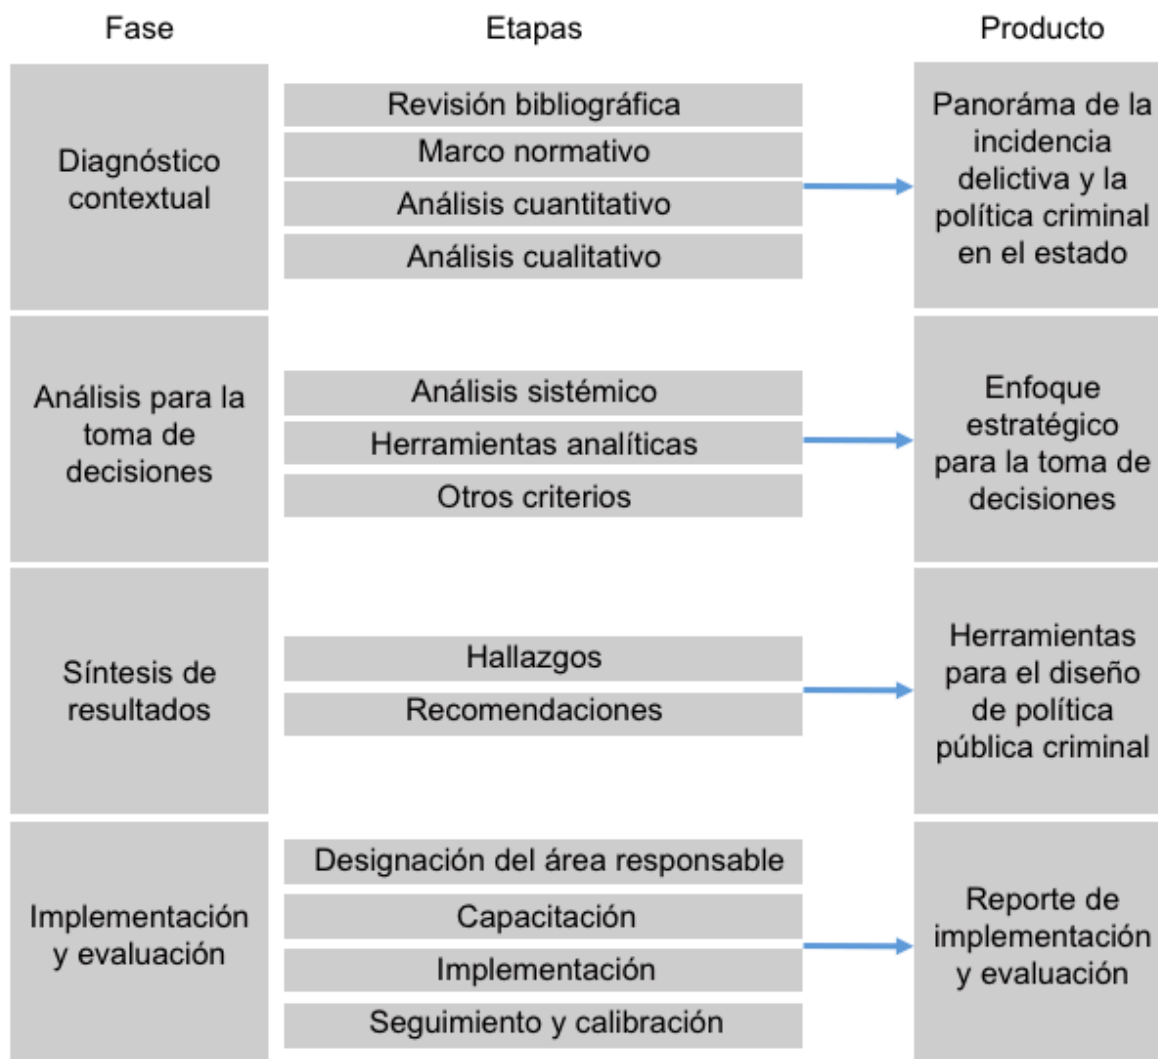 Fase
Etapas
Producto
Diagnóstico
contextual
Revisión bibliográfica
Marco normativo
Análisis cuantitativo
Análisis cualitativo
Panoráma de la
incidencia
delictiva y la
política criminal
en el estado
Análisis para la
toma de
decisiones
Análisis sistémico
Herramientas analíticas
Otros criterios
Enfoque
estratégico
para la toma de
decisiones
Síntesis de
resultados
Hallazgos
Recomendaciones
Herramientas
para el diseño
de política
pública criminal
Implementación
y evaluación
Designación del área responsable
Capacitación
Implementación
Seguimiento y calibración
Reporte de
implementación
y evaluación